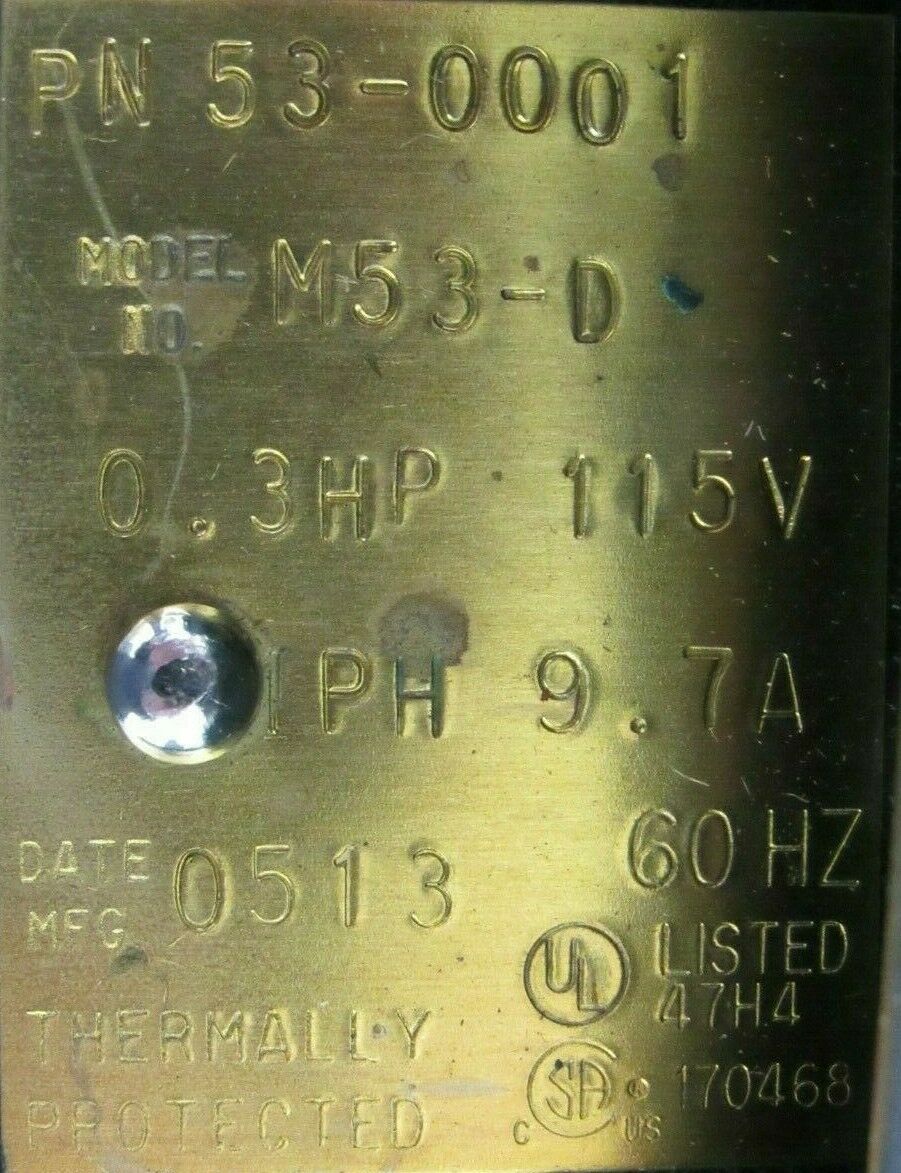 PN 53-0001
MODEL NO. M53-D
0.3HP 115V
1PH 9.7A
60 HZ
DATE MFG 0513
UL LISTED
47H4
THERMALLY
PROTECTED
C SA ® US 170468